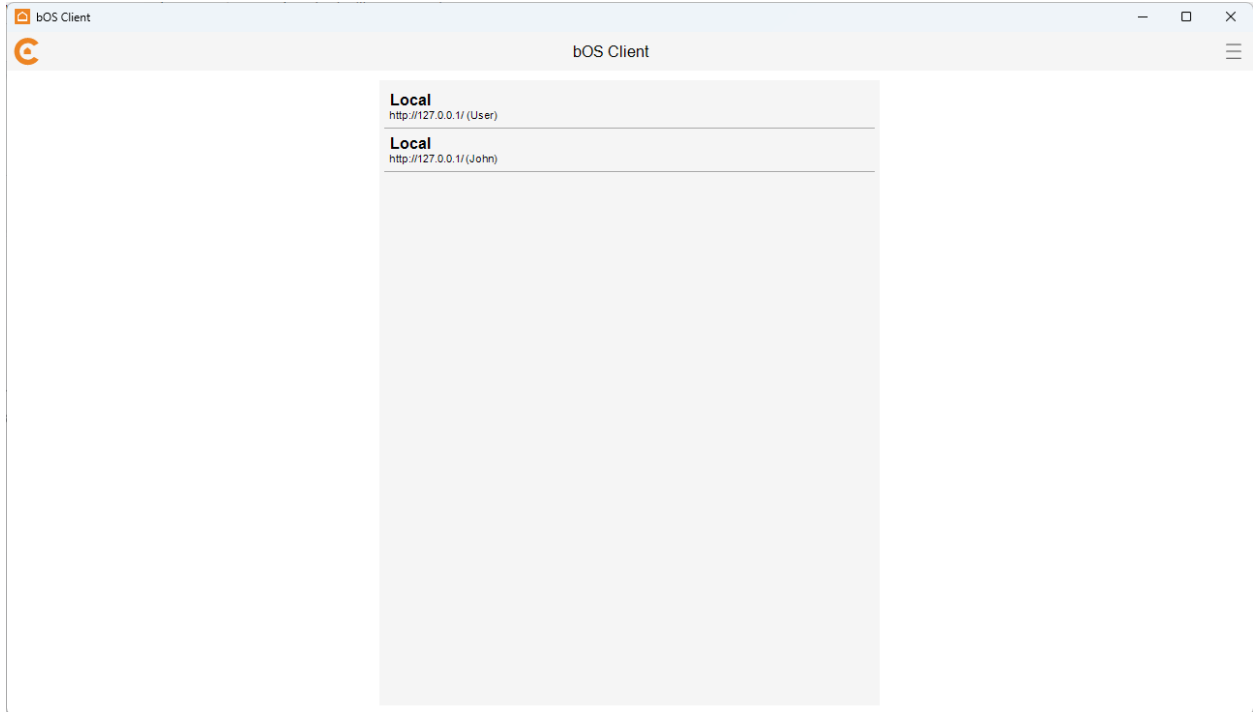 bOS Client
bOS Client
Local
http://127.0.0.1/ (User)
Local
http://127.0.0.1/ (John)